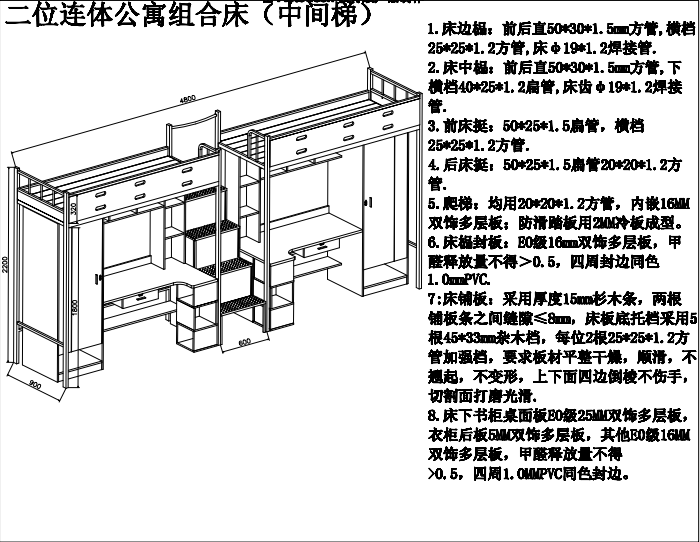 二位连体公寓组合床（中间梯）
1.床边梃：前后直50*30*1.5mm方管,横档
25*25*1.2方管,床φ19*1.2焊接管.
2.床中梃：前后直50*30*1.5mm方管,下
横档40*25*1.2扁管,床齿φ19*1.2焊接
管.
3.前床挺：50*25*1.5扁管，横档
25*25*1.2方管.
4.后床挺：50*25*1.5扁管20*20*1.2方
管.
5.爬梯：均用20*20*1.2方管，内嵌16MM
双饰多层板；防滑踏板用2MM冷板成型。
6.床梃封板：E0级16mm双饰多层板，甲
醛释放量不得＞0.5，四周封边同色
1.0mmPVC.
7:床铺板：采用厚度15mm杉木条，两根
铺板条之间缝隙≤8mm，床板底托档采用5
根45*33mm杂木档，每位2根25*25*1.2方
管加强档，要求板材平整干燥，顺滑，不
翘起，不变形，上下面四边倒棱不伤手，
切割面打磨光滑.
8.床下书柜桌面板E0级25MM双饰多层板，
衣柜后板5MM双饰多层板，其他E0级16MM
双饰多层板，甲醛释放量不得
>0.5，四周1.0MMPVC同色封边。
4800
320
2200
1800
600
900